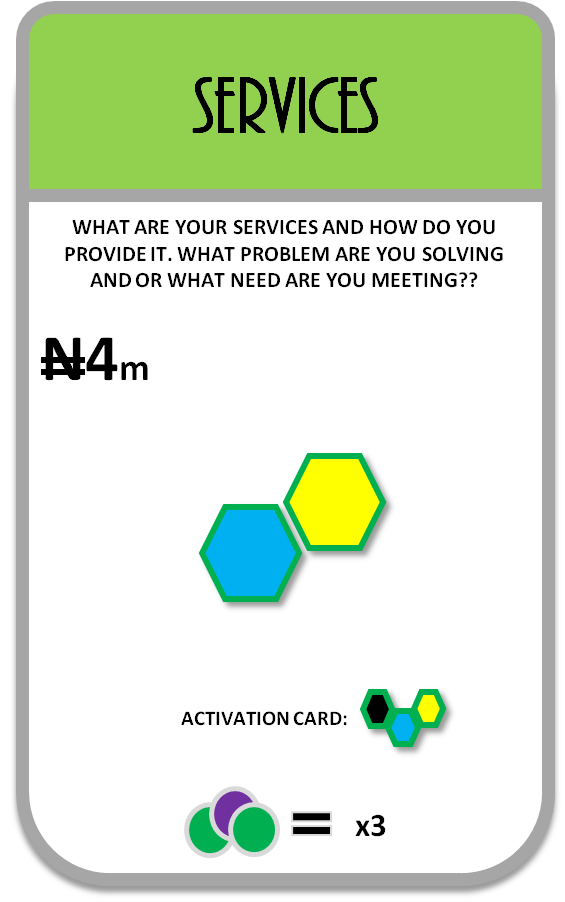 SERVICES
WHAT ARE YOUR SERVICES AND HOW DO YOU
PROVIDE IT. WHAT PROBLEM ARE YOU SOLVING
AND OR WHAT NEED ARE YOU MEETING??
₦4m
ACTIVATION CARD:
= x3